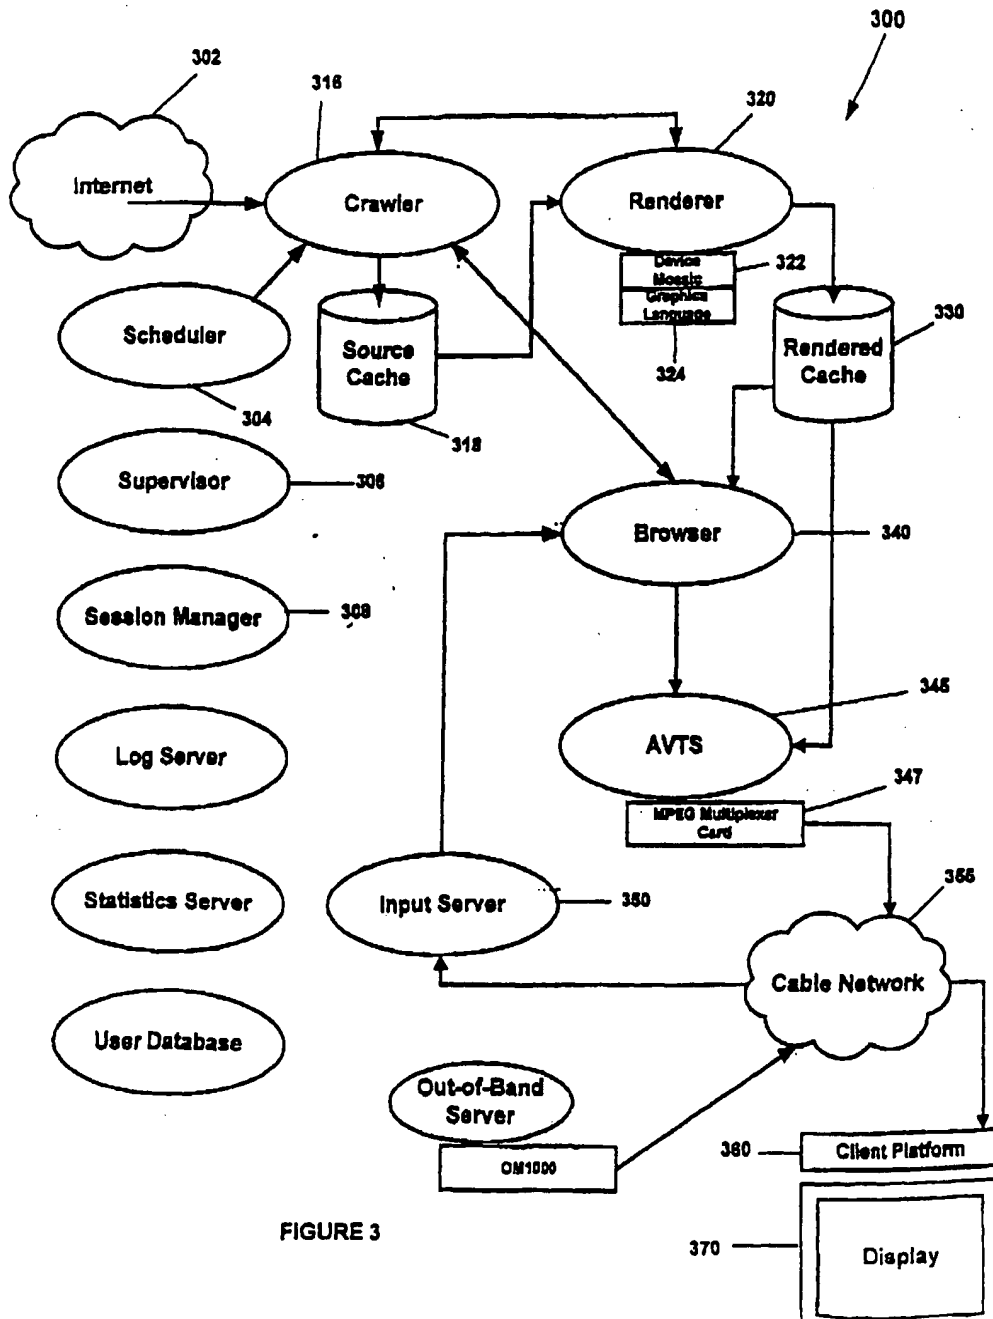 300
302
316
320
Internet
Crawler
Renderer
Device
Mosaic
322
Graphics
Language
324
Scheduler
304
Source
Cache
318
Rendered
Cache
330
Supervisor
306
Browser
340
Session Manager
308
345
AVTS
Log Server
347
MPEG Multiplexer
Card
355
Statistics Server
Input Server
350
Cable Network
User Database
Out-of-Band
Server
OM1000
360
Client Platform
FIGURE 3
370
Display